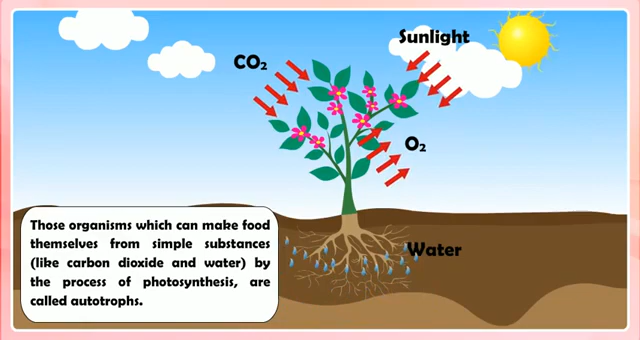 Sunlight
CO₂
O₂
Water
Those organisms which can make food
themselves from simple substances
(like carbon dioxide and water) by
the process of photosynthesis, are
called autotrophs.